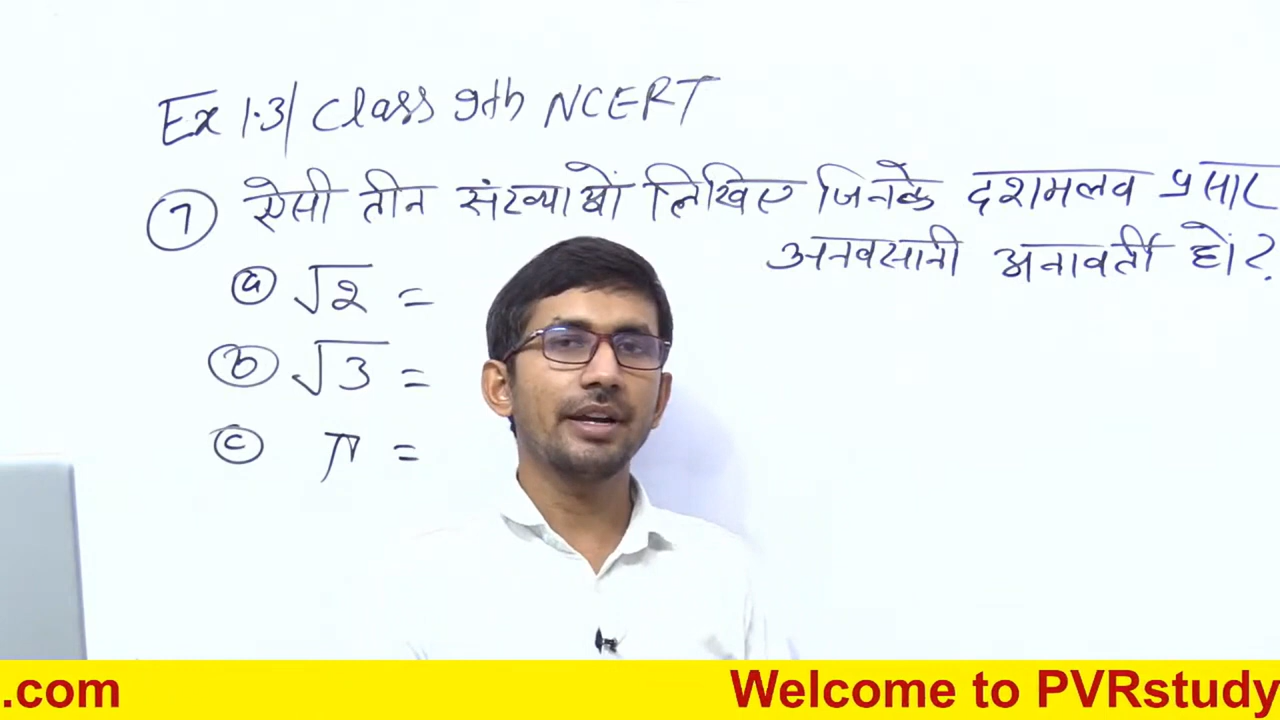 Ex 1.3/ Class 9th NCERT
7 ऐसी तीन संख्याओं लिखिए जिनके दशमलव प्रसार
अनवसानी अनावर्ती हों?
a √2 =
b √3 =
c π =
.com Welcome to PVRstudy